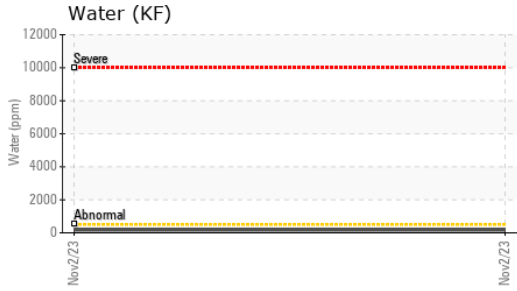 Water (KF)
12000
Severe
10000
8000
6000
4000
2000
Abnormal
0
Water (ppm)
Nov2/23
Nov2/23